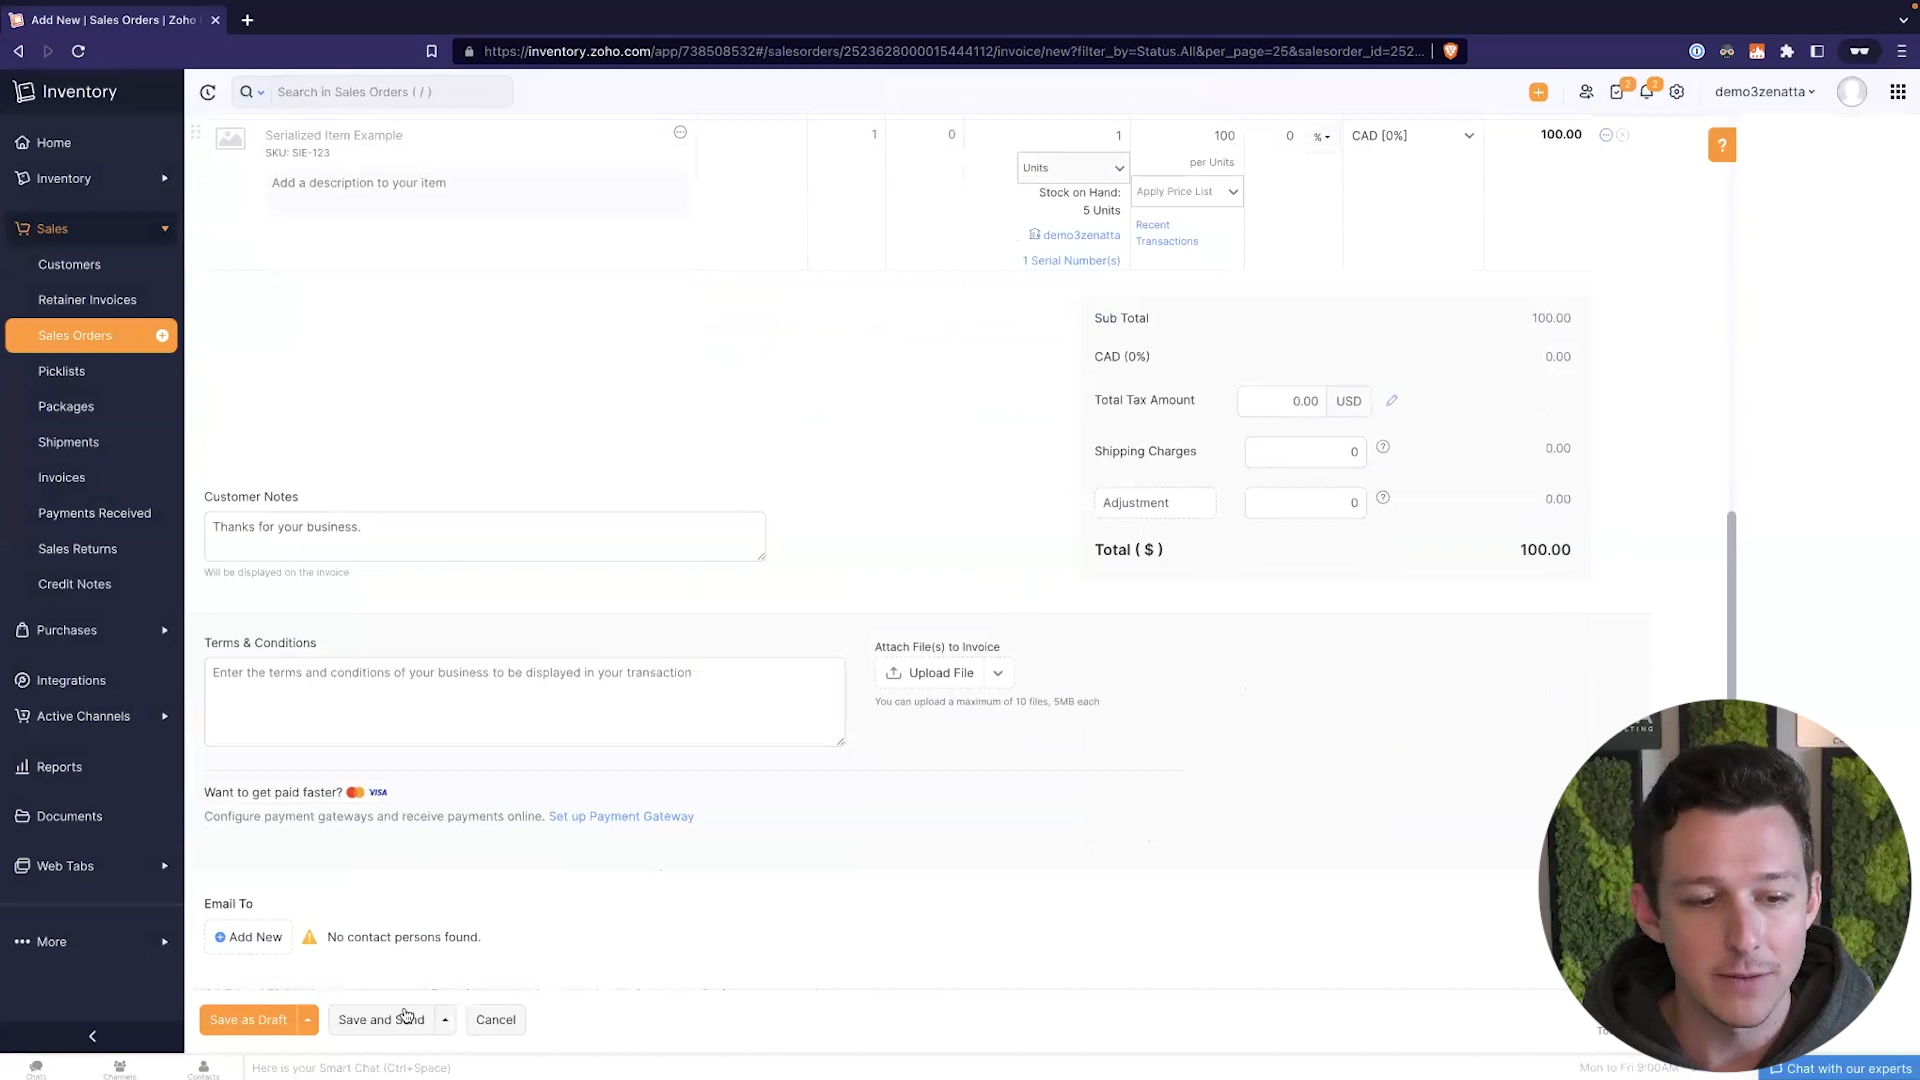 Add New | Sales Orders | Zoho
https://inventory.zoho.com/app/738508532#/salesorders/2523628000015444112/invoice/new?filter_by=Status.All&per_page=25&salesorder_id=252...
Inventory
Search in Sales Orders ( / )
2
2
demo3zenatta
Home
Inventory
Sales
Customers
Retainer Invoices
Sales Orders
Picklists
Packages
Shipments
Invoices
Payments Received
Sales Returns
Credit Notes
Purchases
Integrations
Active Channels
Reports
Documents
Web Tabs
More
Serialized Item Example
SKU: SIE-123
Add a description to your item
1
0
1
100
0
%
CAD [0%]
100.00
?
Units
per Units
Stock on Hand:
5 Units
Apply Price List
demo3zenatta
Recent
Transactions
1 Serial Number(s)
Sub Total 100.00
CAD (0%) 0.00
Total Tax Amount 0.00 USD
Shipping Charges 0 0.00
Adjustment 0 0.00
Total ( $ ) 100.00
Customer Notes
Thanks for your business.
Will be displayed on the invoice
Terms & Conditions
Enter the terms and conditions of your business to be displayed in your transaction
Attach File(s) to Invoice
Upload File
You can upload a maximum of 10 files, 5MB each
Want to get paid faster? VISA
Configure payment gateways and receive payments online. Set up Payment Gateway
Email To
Add New
No contact persons found.
Save as Draft
Save and Send
Cancel
Chats
Channels
Contacts
Here is your Smart Chat (Ctrl+Space)
Mon to Fri 9:00AM
Chat with our experts